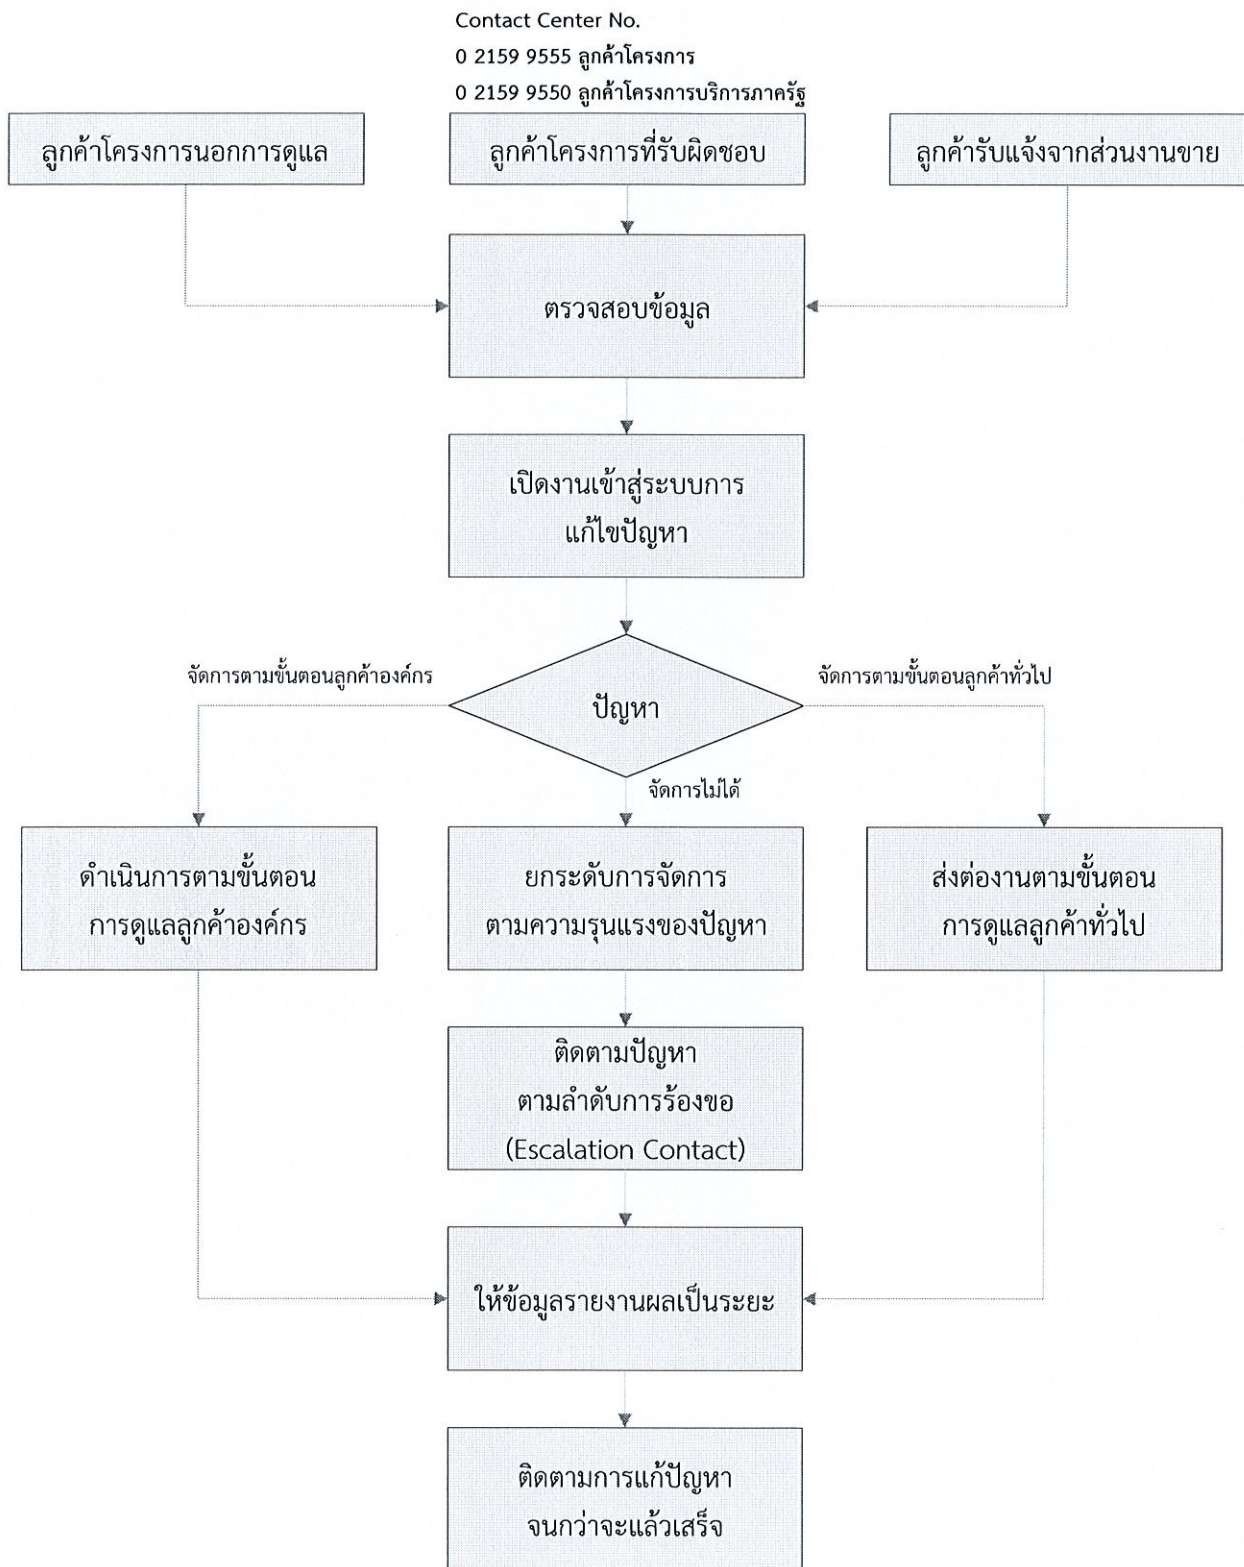 Contact Center No.
0 2159 9555 ลูกค้าโครงการ
0 2159 9550 ลูกค้าโครงการบริการภาครัฐ
ลูกค้าโครงการนอกการดูแล
ลูกค้าโครงการที่รับผิดชอบ
ลูกค้ารับแจ้งจากส่วนงานขาย
ตรวจสอบข้อมูล
เปิดงานเข้าสู่ระบบการ
แก้ไขปัญหา
จัดการตามขั้นตอนลูกค้าองค์กร
ปัญหา
จัดการตามขั้นตอนลูกค้าทั่วไป
จัดการไม่ได้
ดำเนินการตามขั้นตอน
การดูแลลูกค้าองค์กร
ยกระดับการจัดการ
ตามความรุนแรงของปัญหา
ส่งต่องานตามขั้นตอน
การดูแลลูกค้าทั่วไป
ติดตามปัญหา
ตามลำดับการร้องขอ
(Escalation Contact)
ให้ข้อมูลรายงานผลเป็นระยะ
ติดตามการแก้ปัญหา
จนกว่าจะแล้วเสร็จ